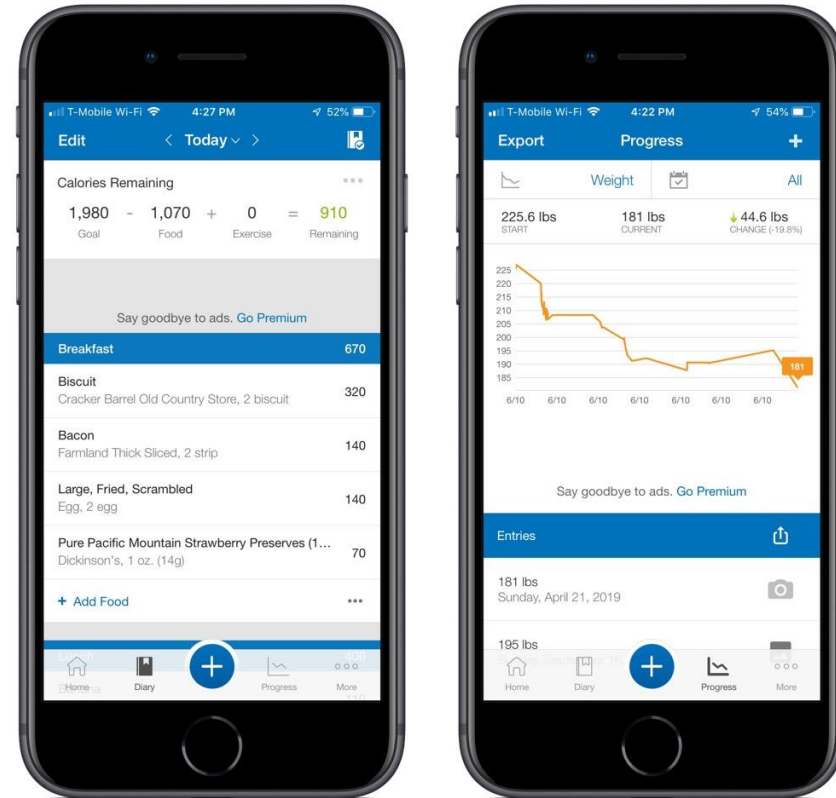 T-Mobile Wi-Fi 4:27 PM 52%
Edit < Today >
Calories Remaining
1,980 - 1,070 + 0 = 910
Goal Food Exercise Remaining
Say goodbye to ads. Go Premium
Breakfast 670
Biscuit
Cracker Barrel Old Country Store, 2 biscuit 320
Bacon
Farmland Thick Sliced, 2 strip 140
Large, Fried, Scrambled
Egg, 2 egg 140
Pure Pacific Mountain Strawberry Preserves (1...
Dickinson's, 1 oz. (14g) 70
+ Add Food
Lunch 400
Banana 110
Home Diary + Progress More
T-Mobile Wi-Fi 4:22 PM 54%
Export Progress +
Weight All
225.6 lbs 181 lbs 44.6 lbs
START CURRENT CHANGE (-19.8%)
225
220
215
210
205
200
195
190
185
181
6/10 6/10 6/10 6/10 6/10 6/10 6/10
Say goodbye to ads. Go Premium
Entries
181 lbs
Sunday, April 21, 2019
195 lbs
Home Diary + Progress More